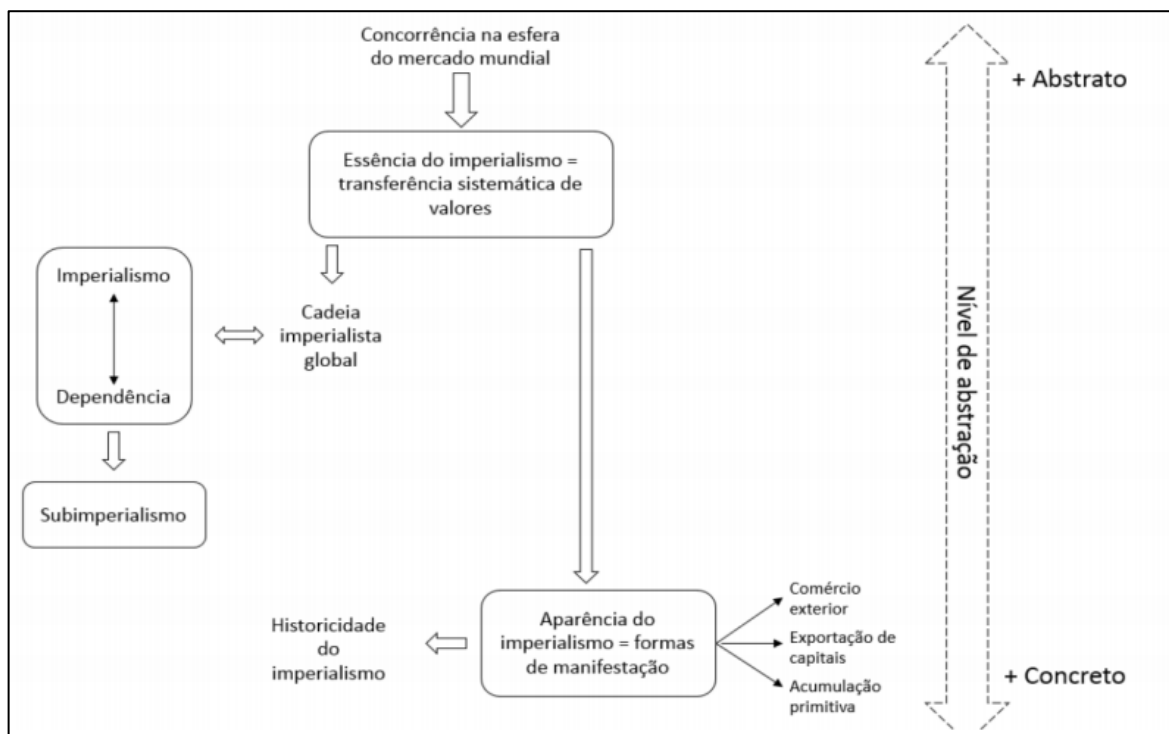 Concorrência na esfera
do mercado mundial
+ Abstrato
Essência do imperialismo =
transferência sistemática de
valores
Imperialismo
Dependência
Cadeia
imperialista
global
Subimperialismo
Nível de abstração
Historicidade
do
imperialismo
Aparência do
imperialismo = formas
de manifestação
Comércio
exterior
Exportação de
capitais
Acumulação
primitiva
+ Concreto